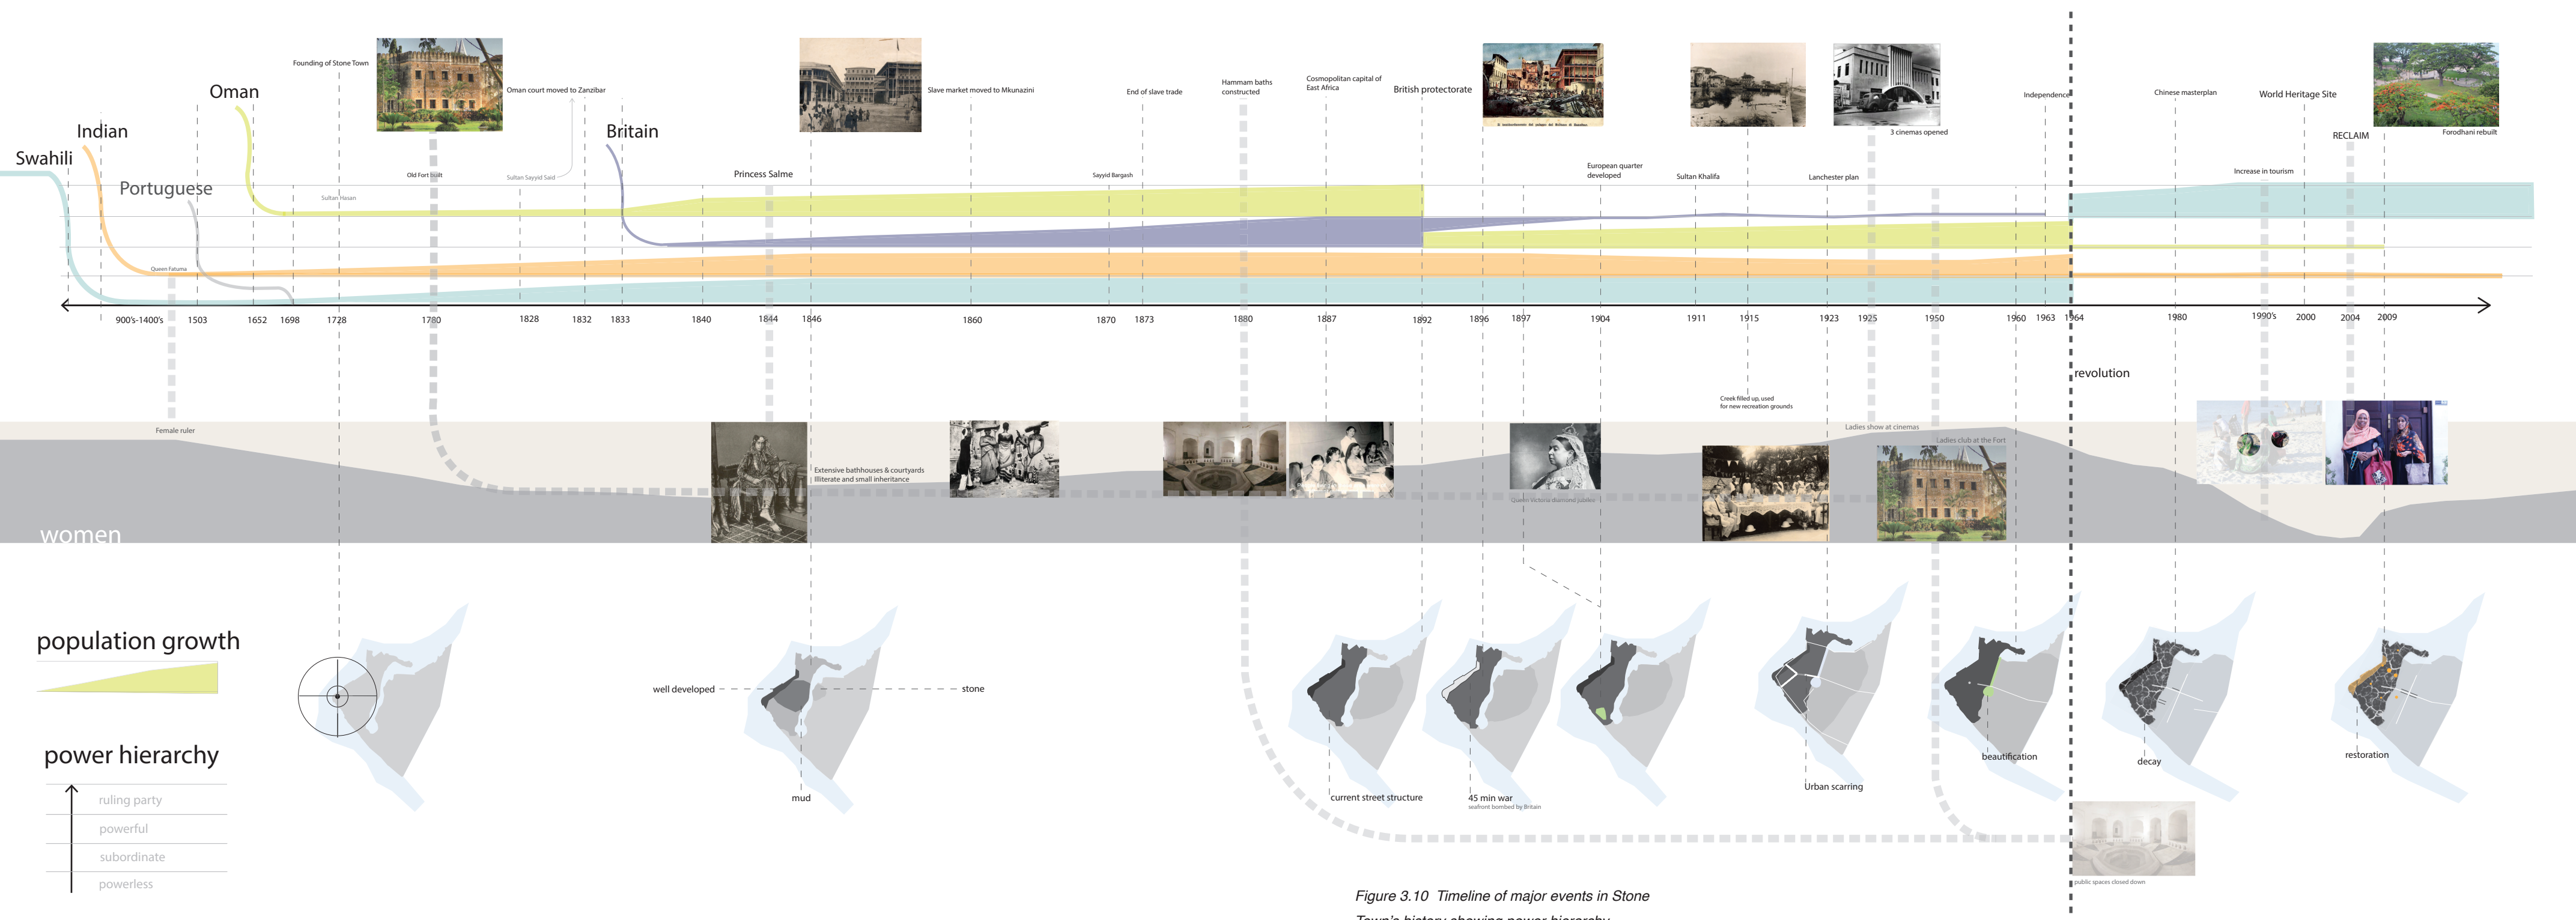 Founding of Stone Town
Oman
Oman court moved to Zanzibar
Slave market moved to Mkunazini
End of slave trade
Hammam baths
constructed
Cosmopolitan capital of
East Africa
British protectorate
3 cinemas opened
Independence
Chinese masterplan
World Heritage Site
RECLAIM
Forodhani rebuilt
Indian
Britain
Swahili
Portuguese
Sultan Hasan
Old Fort built
Sultan Sayyid Said
Princess Salme
Sayyid Bargash
European quarter
developed
Sultan Khalifa
Lanchester plan
Increase in tourism
Queen Fatuma
900's-1400's 1503 1652 1698 1728 1780 1828 1832 1833 1840 1844 1846 1860 1870 1873 1880 1887 1892 1896 1897 1904 1911 1915 1923 1925 1950 1960 1963 1964 1980 1990's 2000 2004 2009
revolution
Creek filled up, used
for new recreation grounds
Female ruler
Ladies show at cinemas
Ladies club at the Fort
Extensive bathhouses & courtyards
Illiterate and small inheritance
Queen Victoria diamond jubilee
women
population growth
well developed
stone
mud
current street structure
45 min war
seafront bombed by Britain
Urban scarring
beautification
decay
restoration
power hierarchy
ruling party
powerful
subordinate
powerless
public spaces closed down
Figure 3.10 Timeline of major events in Stone
Town's history showing power hierarchy